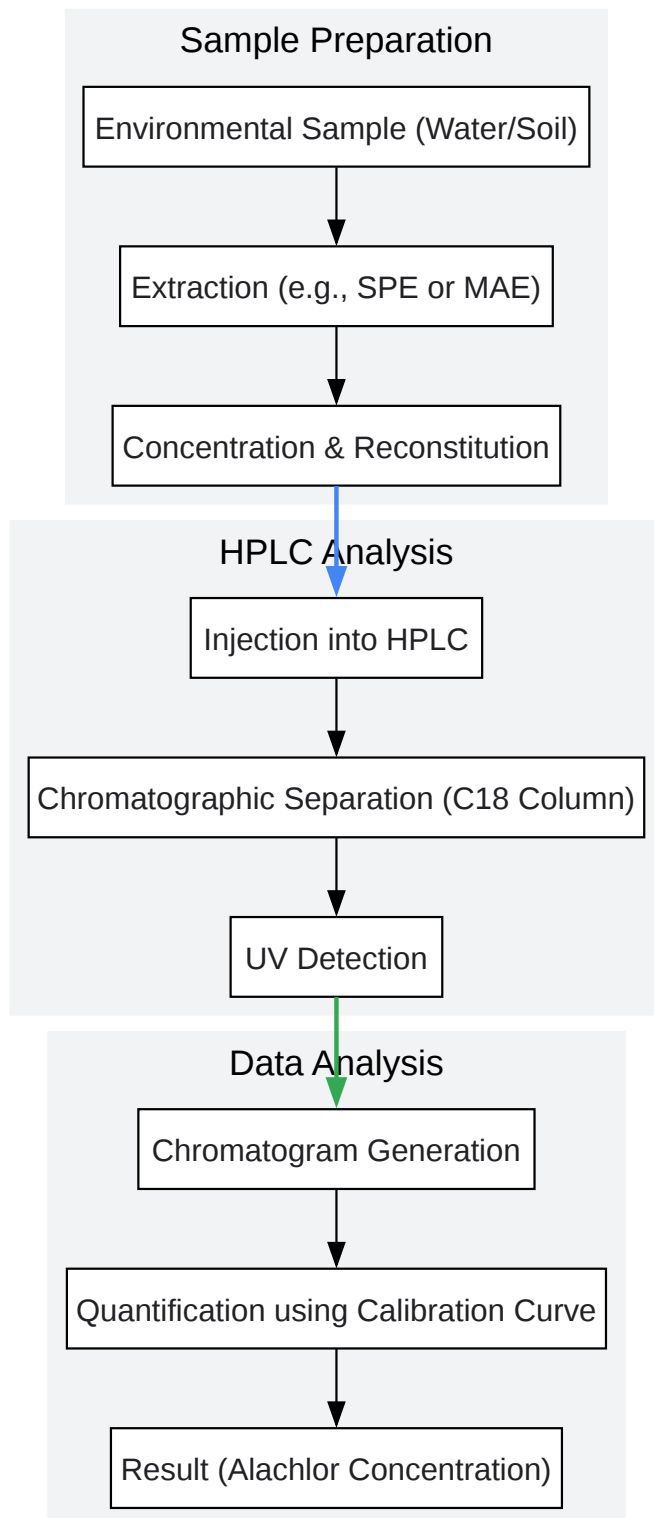 Sample Preparation
Environmental Sample (Water/Soil)
Extraction (e.g., SPE or MAE)
Concentration & Reconstitution
HPLC Analysis
Injection into HPLC
Chromatographic Separation (C18 Column)
UV Detection
Data Analysis
Chromatogram Generation
Quantification using Calibration Curve
Result (Alachlor Concentration)